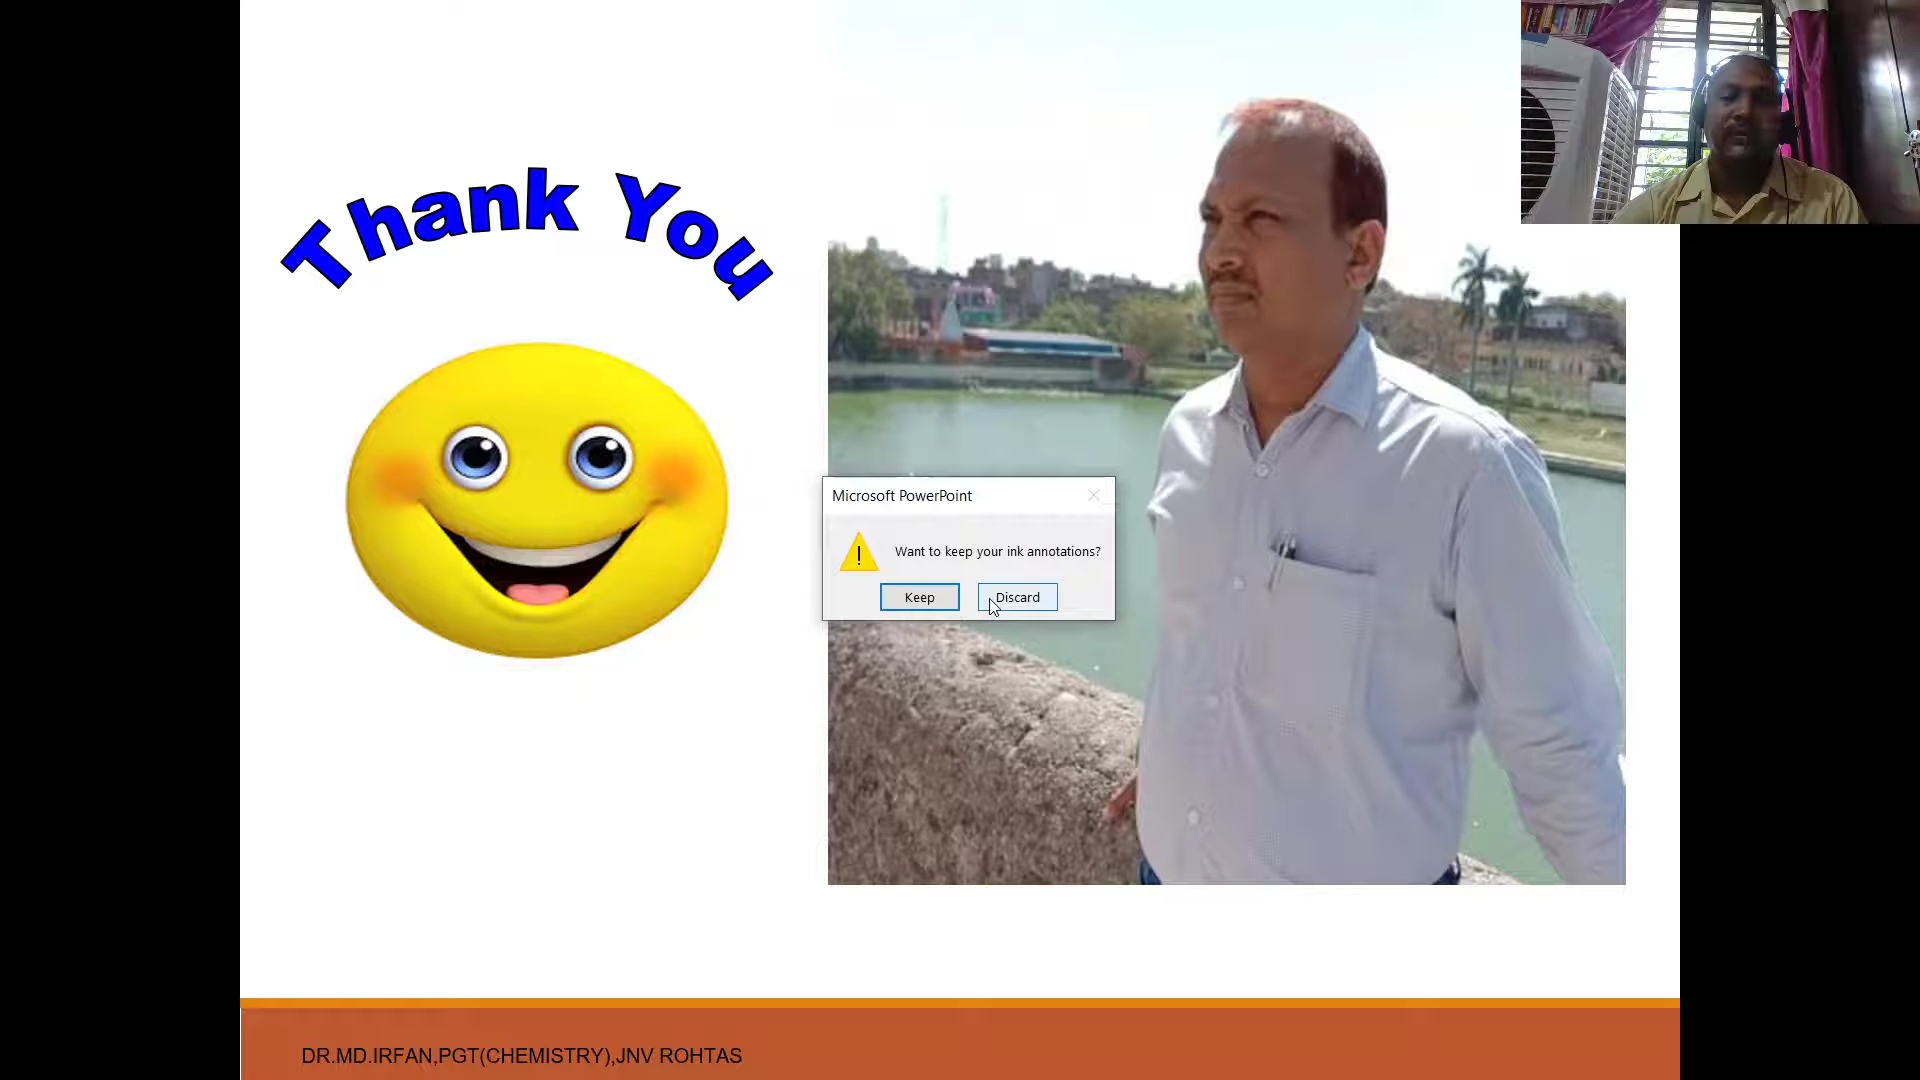 Thank You
Microsoft PowerPoint
Want to keep your ink annotations?
Keep
Discard
DR.MD.IRFAN,PGT(CHEMISTRY),JNV ROHTAS